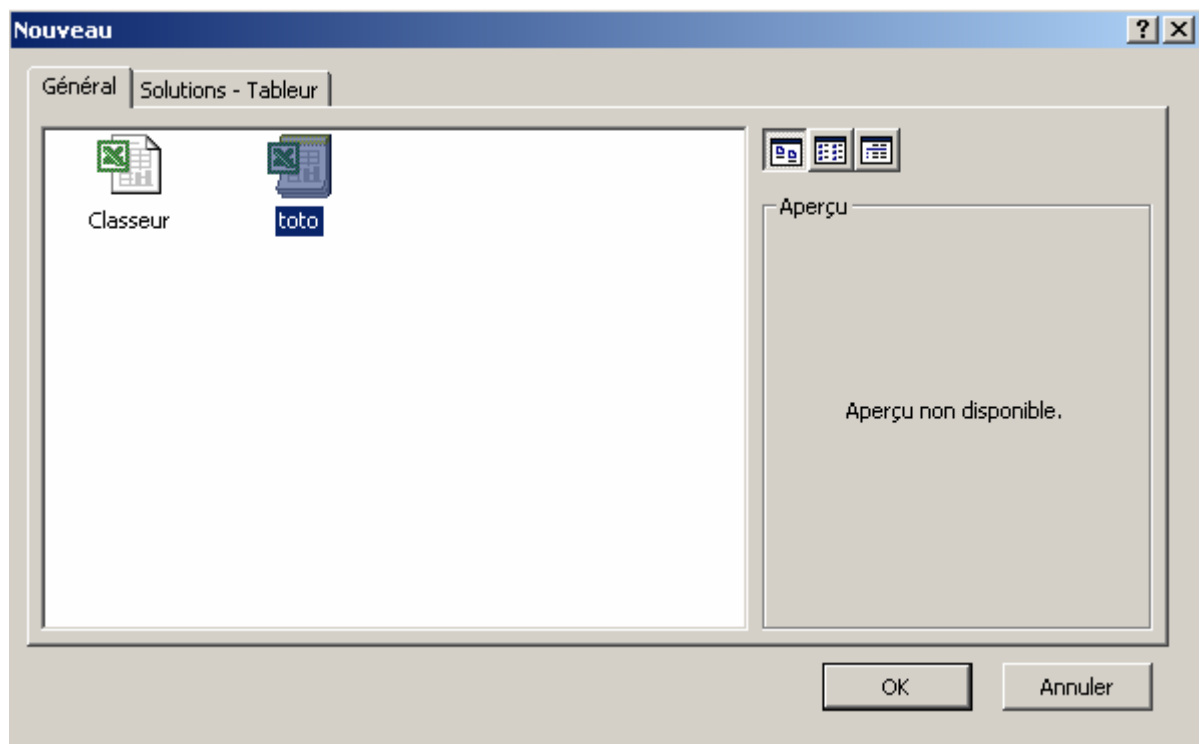 Nouveau
Général
Solutions - Tableur
Classeur
toto
Aperçu
Aperçu non disponible.
OK
Annuler